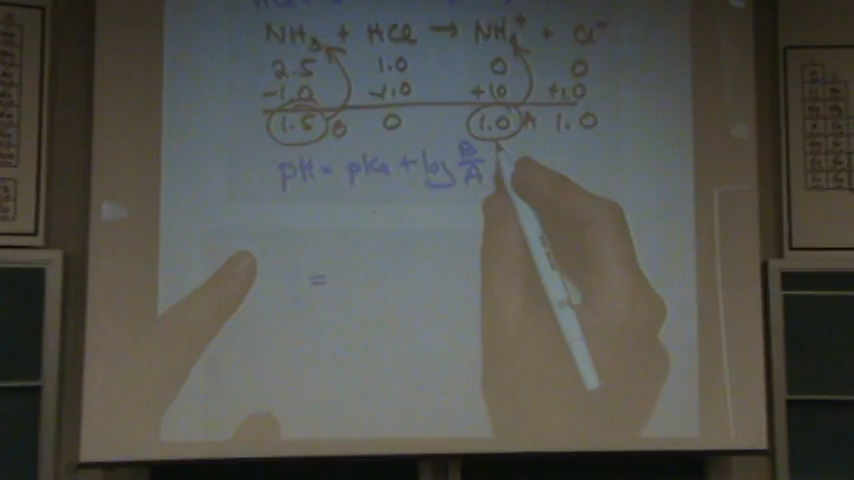 NH₃ + HCl → NH₄⁺ + Cl⁻
2.5 1.0 0 0
-1.0 -1.0 +1.0 +1.0
1.5 B 0 1.0 A 1.0
pH = pKa + log B/A
=